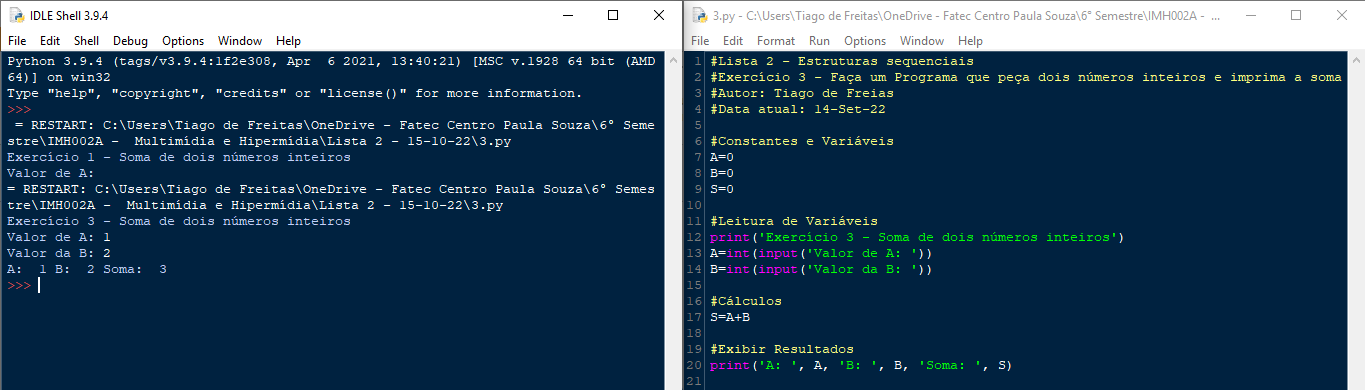 IDLE Shell 3.9.4
File Edit Shell Debug Options Window Help
Python 3.9.4 (tags/v3.9.4:1f2e308, Apr  6 2021, 13:40:21) [MSC v.1928 64 bit (AMD
64)] on win32
Type "help", "copyright", "credits" or "license()" for more information.
>>>
 = RESTART: C:\Users\Tiago de Freitas\OneDrive - Fatec Centro Paula Souza\6° Seme
stre\IMH002A -  Multimídia e Hipermídia\Lista 2 - 15-10-22\3.py
Exercício 1 - Soma de dois números inteiros
Valor de A:
= RESTART: C:\Users\Tiago de Freitas\OneDrive - Fatec Centro Paula Souza\6° Semes
tre\IMH002A -  Multimídia e Hipermídia\Lista 2 - 15-10-22\3.py
Exercício 3 - Soma de dois números inteiros
Valor de A: 1
Valor da B: 2
A:  1 B:  2 Soma:  3
>>>
3.py - C:\Users\Tiago de Freitas\OneDrive - Fatec Centro Paula Souza\6° Semestre\IMH002A - ...
File Edit Format Run Options Window Help
1 #Lista 2 - Estruturas sequenciais
2 #Exercício 3 - Faça um Programa que peça dois números inteiros e imprima a soma
3 #Autor: Tiago de Freias
4 #Data atual: 14-Set-22
5
6 #Constantes e Variáveis
7 A=0
8 B=0
9 S=0
10
11 #Leitura de Variáveis
12 print('Exercício 3 - Soma de dois números inteiros')
13 A=int(input('Valor de A: '))
14 B=int(input('Valor da B: '))
15
16 #Cálculos
17 S=A+B
18
19 #Exibir Resultados
20 print('A: ', A, 'B: ', B, 'Soma: ', S)
21